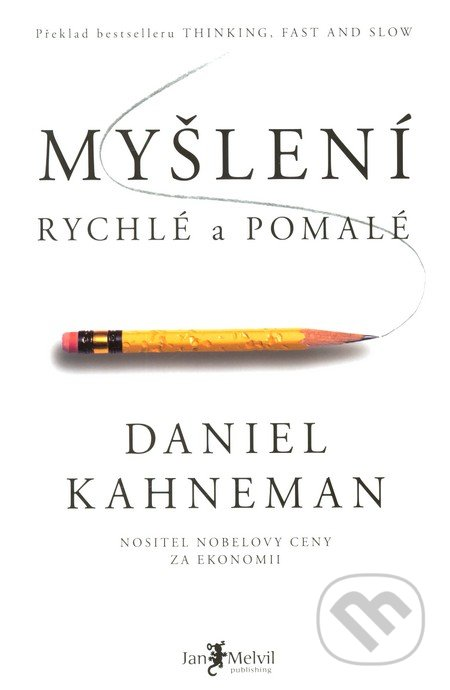 Překlad bestselleru THINKING, FAST AND SLOW
MYŠLENÍ
RYCHLÉ a POMALÉ
DANIEL
KAHNEMAN
NOSITEL NOBELOVY CENY
ZA EKONOMII
Jan Melvil
publishing